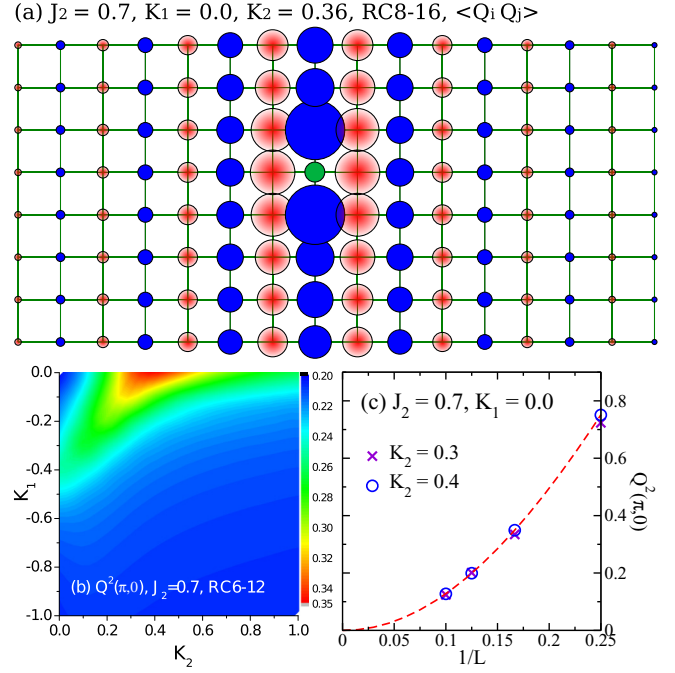 (a) J₂ = 0.7, K₁ = 0.0, K₂ = 0.36, RC8-16, <Qᵢ Qⱼ>
0.0
-0.2
-0.4
-0.6
-0.8
-1.0
K₁
(b) Q²(π,0), J₂=0.7, RC6-12
0.0 0.2 0.4 0.6 0.8 1.0
K₂
0.20
0.22
0.24
0.26
0.28
0.30
0.32
0.33
0.35
(c) J₂ = 0.7, K₁ = 0.0
K₂ = 0.3
K₂ = 0.4
0.8
0.6
0.4
0.2
0
Q²(π,0)
0 0.05 0.1 0.15 0.2 0.25
1/L